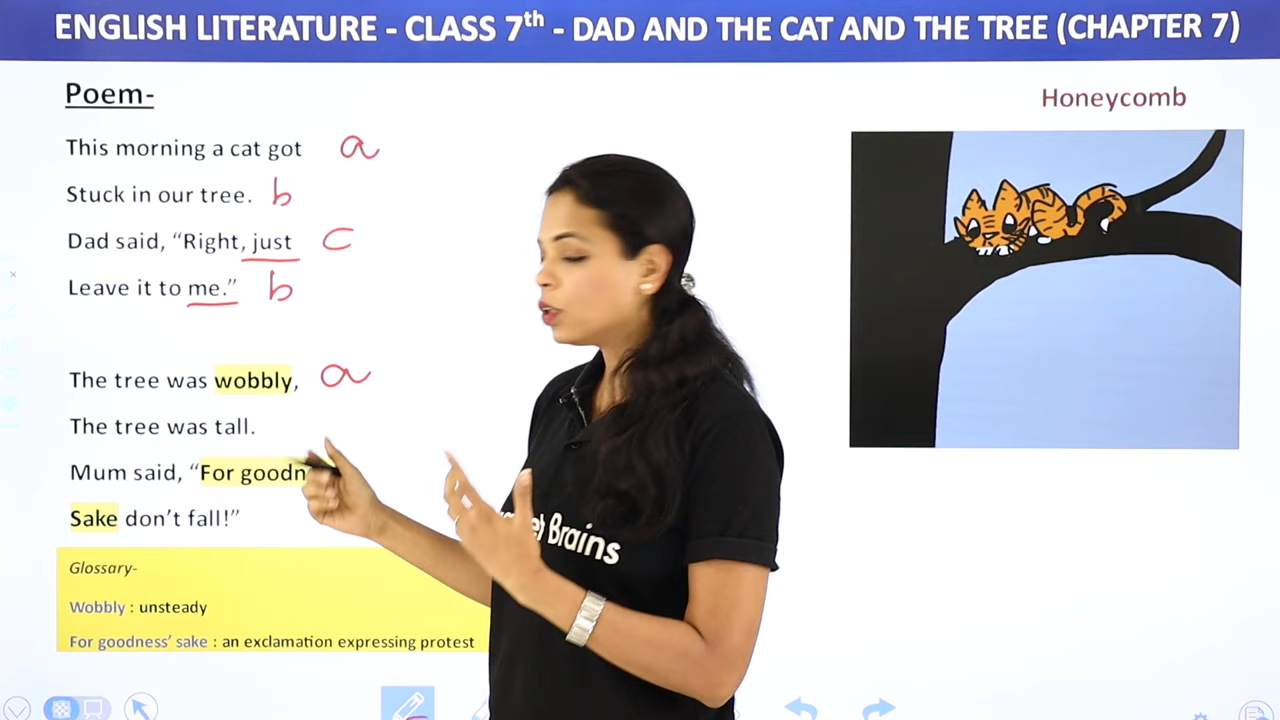 ENGLISH LITERATURE - CLASS 7th - DAD AND THE CAT AND THE TREE (CHAPTER 7)
Poem-
Honeycomb
This morning a cat got a
Stuck in our tree. b
Dad said, “Right, just c
Leave it to me.” b
The tree was wobbly, a
The tree was tall.
Mum said, “For
Sake don’t fall!”
Glossary-
Wobbly : unsteady
For goodness’ sake : an exclamation expressing protest
Brains